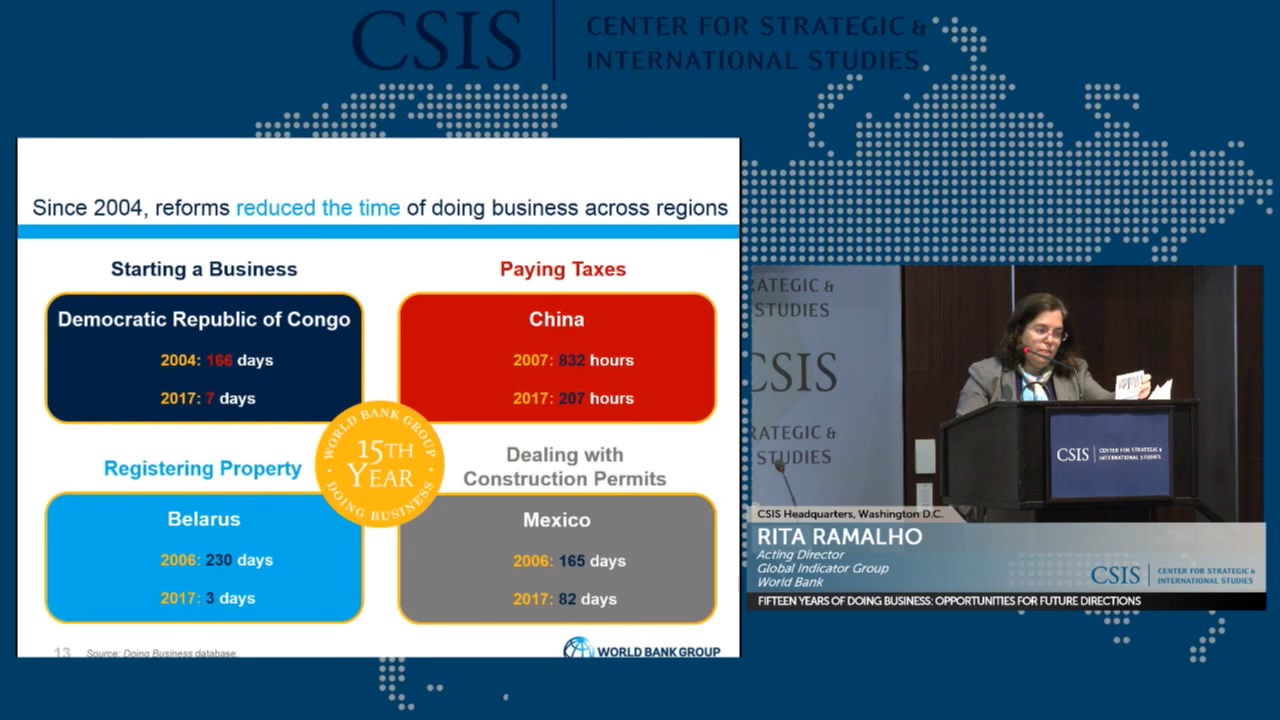 CSIS
CENTER FOR STRATEGIC &
INTERNATIONAL STUDIES
Since 2004, reforms reduced the time of doing business across regions
Starting a Business
Democratic Republic of Congo
2004: 166 days
2017: 7 days
Paying Taxes
China
2007: 832 hours
2017: 207 hours
WORLD BANK GROUP
15TH
YEAR
DOING BUSINESS
Registering Property
Belarus
2006: 230 days
2017: 3 days
Dealing with
Construction Permits
Mexico
2006: 165 days
2017: 82 days
13
Source: Doing Business database.
WORLD BANK GROUP
ATEGIC &
STUDIES
CSIS
RATEGIC &
STUDIES
CSIS
CENTER FOR STRATEGIC &
INTERNATIONAL STUDIES
CSIS Headquarters, Washington D.C.
RITA RAMALHO
Acting Director
Global Indicator Group
World Bank
CSIS
CENTER FOR STRATEGIC &
INTERNATIONAL STUDIES
FIFTEEN YEARS OF DOING BUSINESS: OPPORTUNITIES FOR FUTURE DIRECTIONS